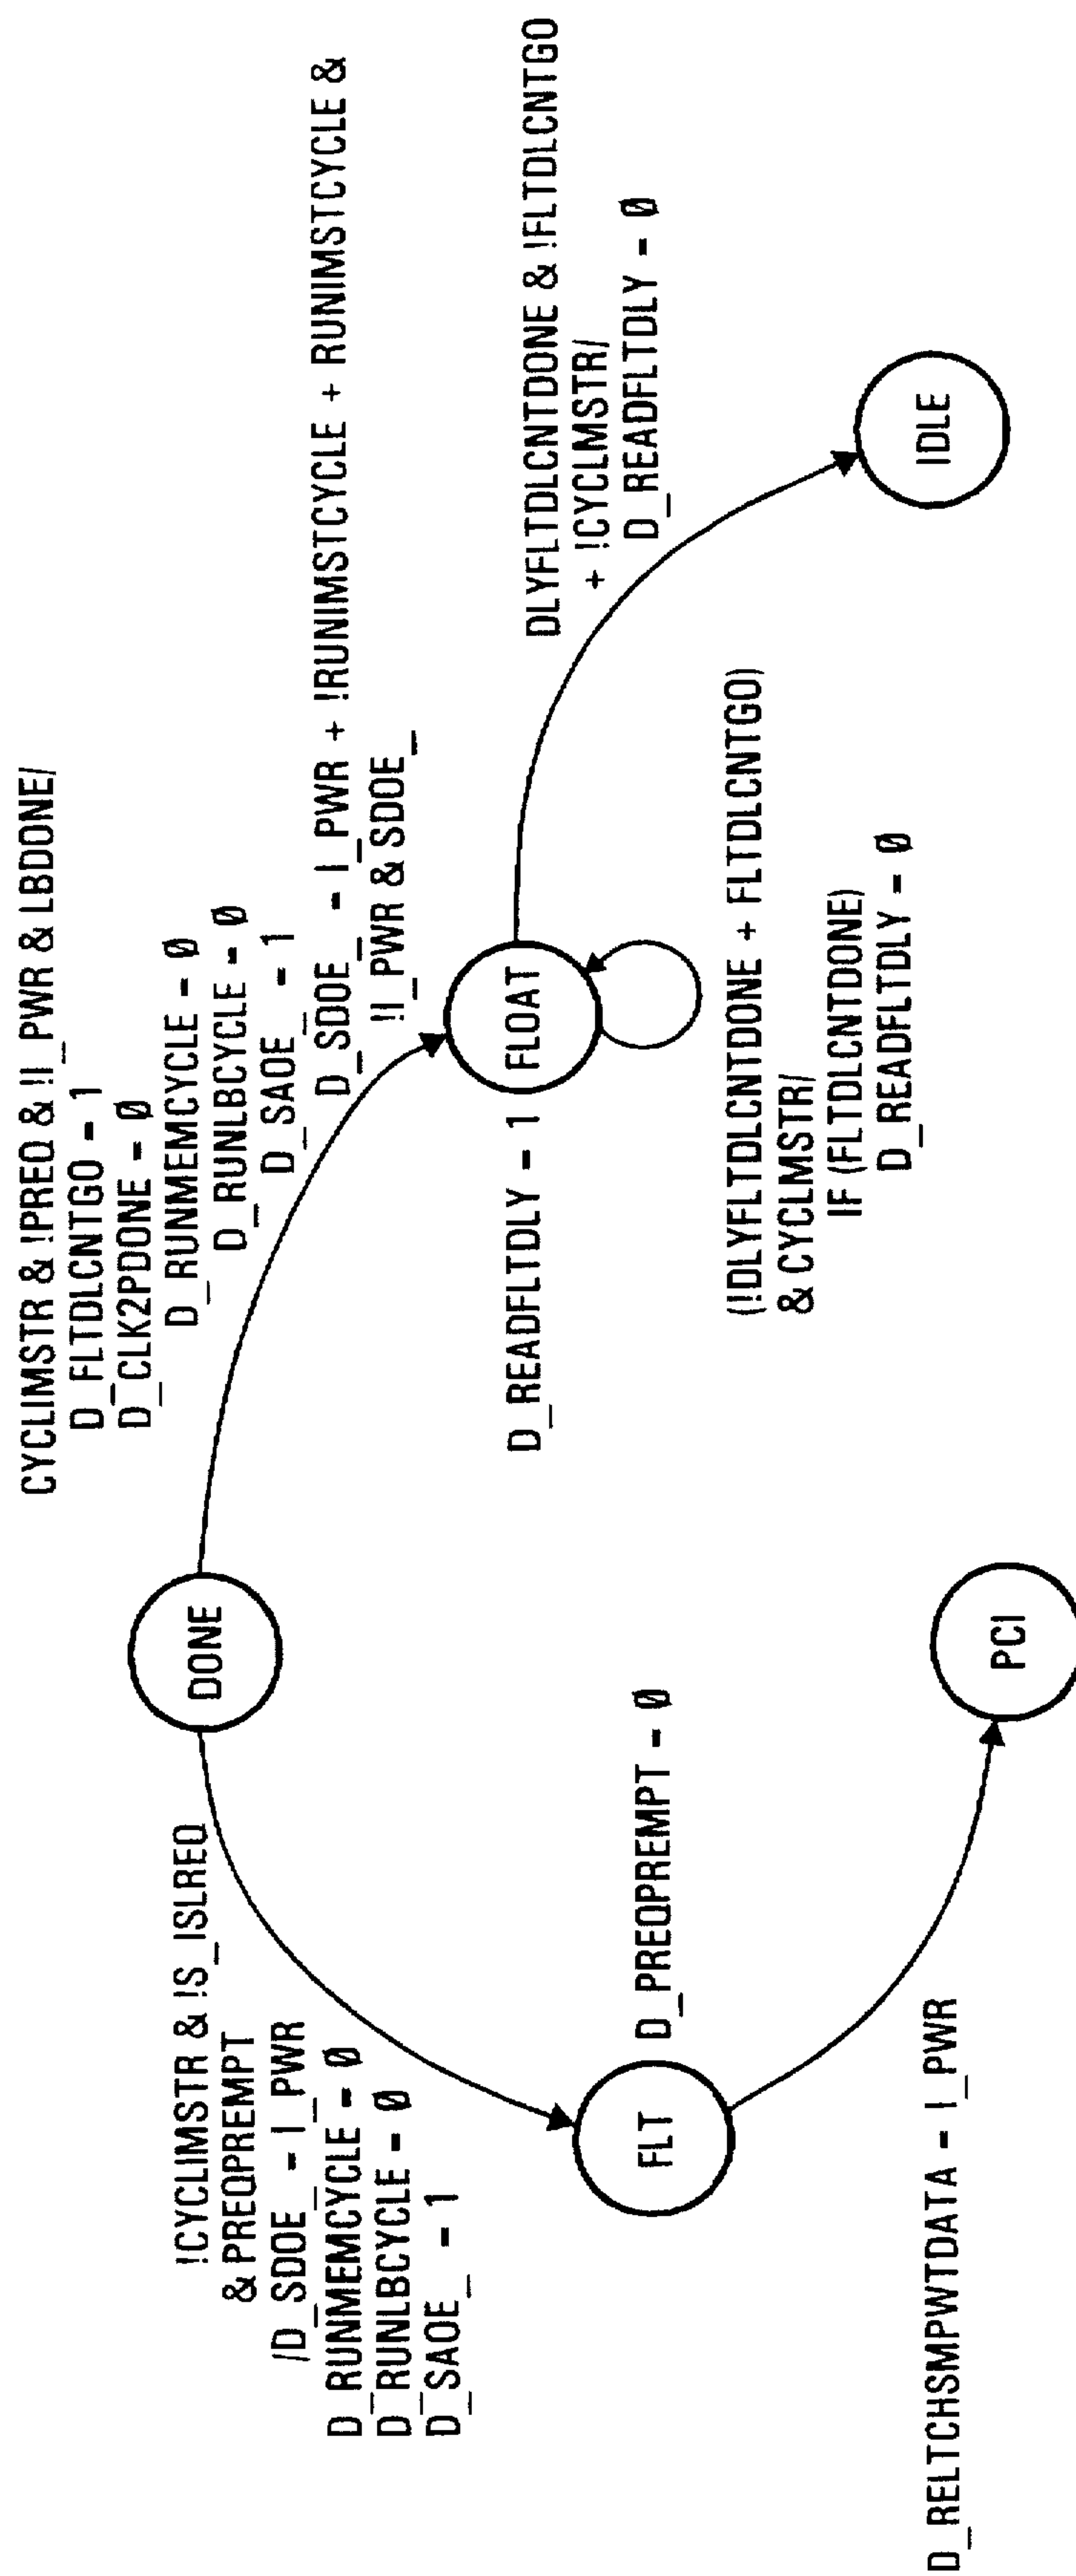 CYCLIMSTR & !PREQ & !I_PWR & LBDONE/
D_FLTDLCNTGO = 1
D_CLK2PDONE = Ø
D_RUNMEMCYCLE = Ø
D_RUNLBCYCLE = Ø
D_SAOE_ = 1
D_SDOE_ = I_PWR + !RUNIMSTCYCLE + RUNIMSTCYCLE &
!I_PWR & SDOE_
DONE
!CYCLIMSTR & !S_ISLREQ
& PREQPREMPT
/D_SDOE_ = I_PWR
D_RUNMEMCYCLE = Ø
D_RUNLBCYCLE = Ø
D_SAOE_ = 1
DLYFLTDLCNTDONE & !FLTDLCNTGO
+ !CYCLMSTR/
D_READFLTDLY = Ø
D_READFLTDLY = 1
FLOAT
IDLE
(!DLYFLTDLCNTDONE + FLTDLCNTGO)
& CYCLMSTR/
IF (FLTDLCNTDONE)
D_READFLTDLY = Ø
FLT
D_PREQPREMPT = Ø
PCI
D_RELTCHSMPWTDATA = I_PWR